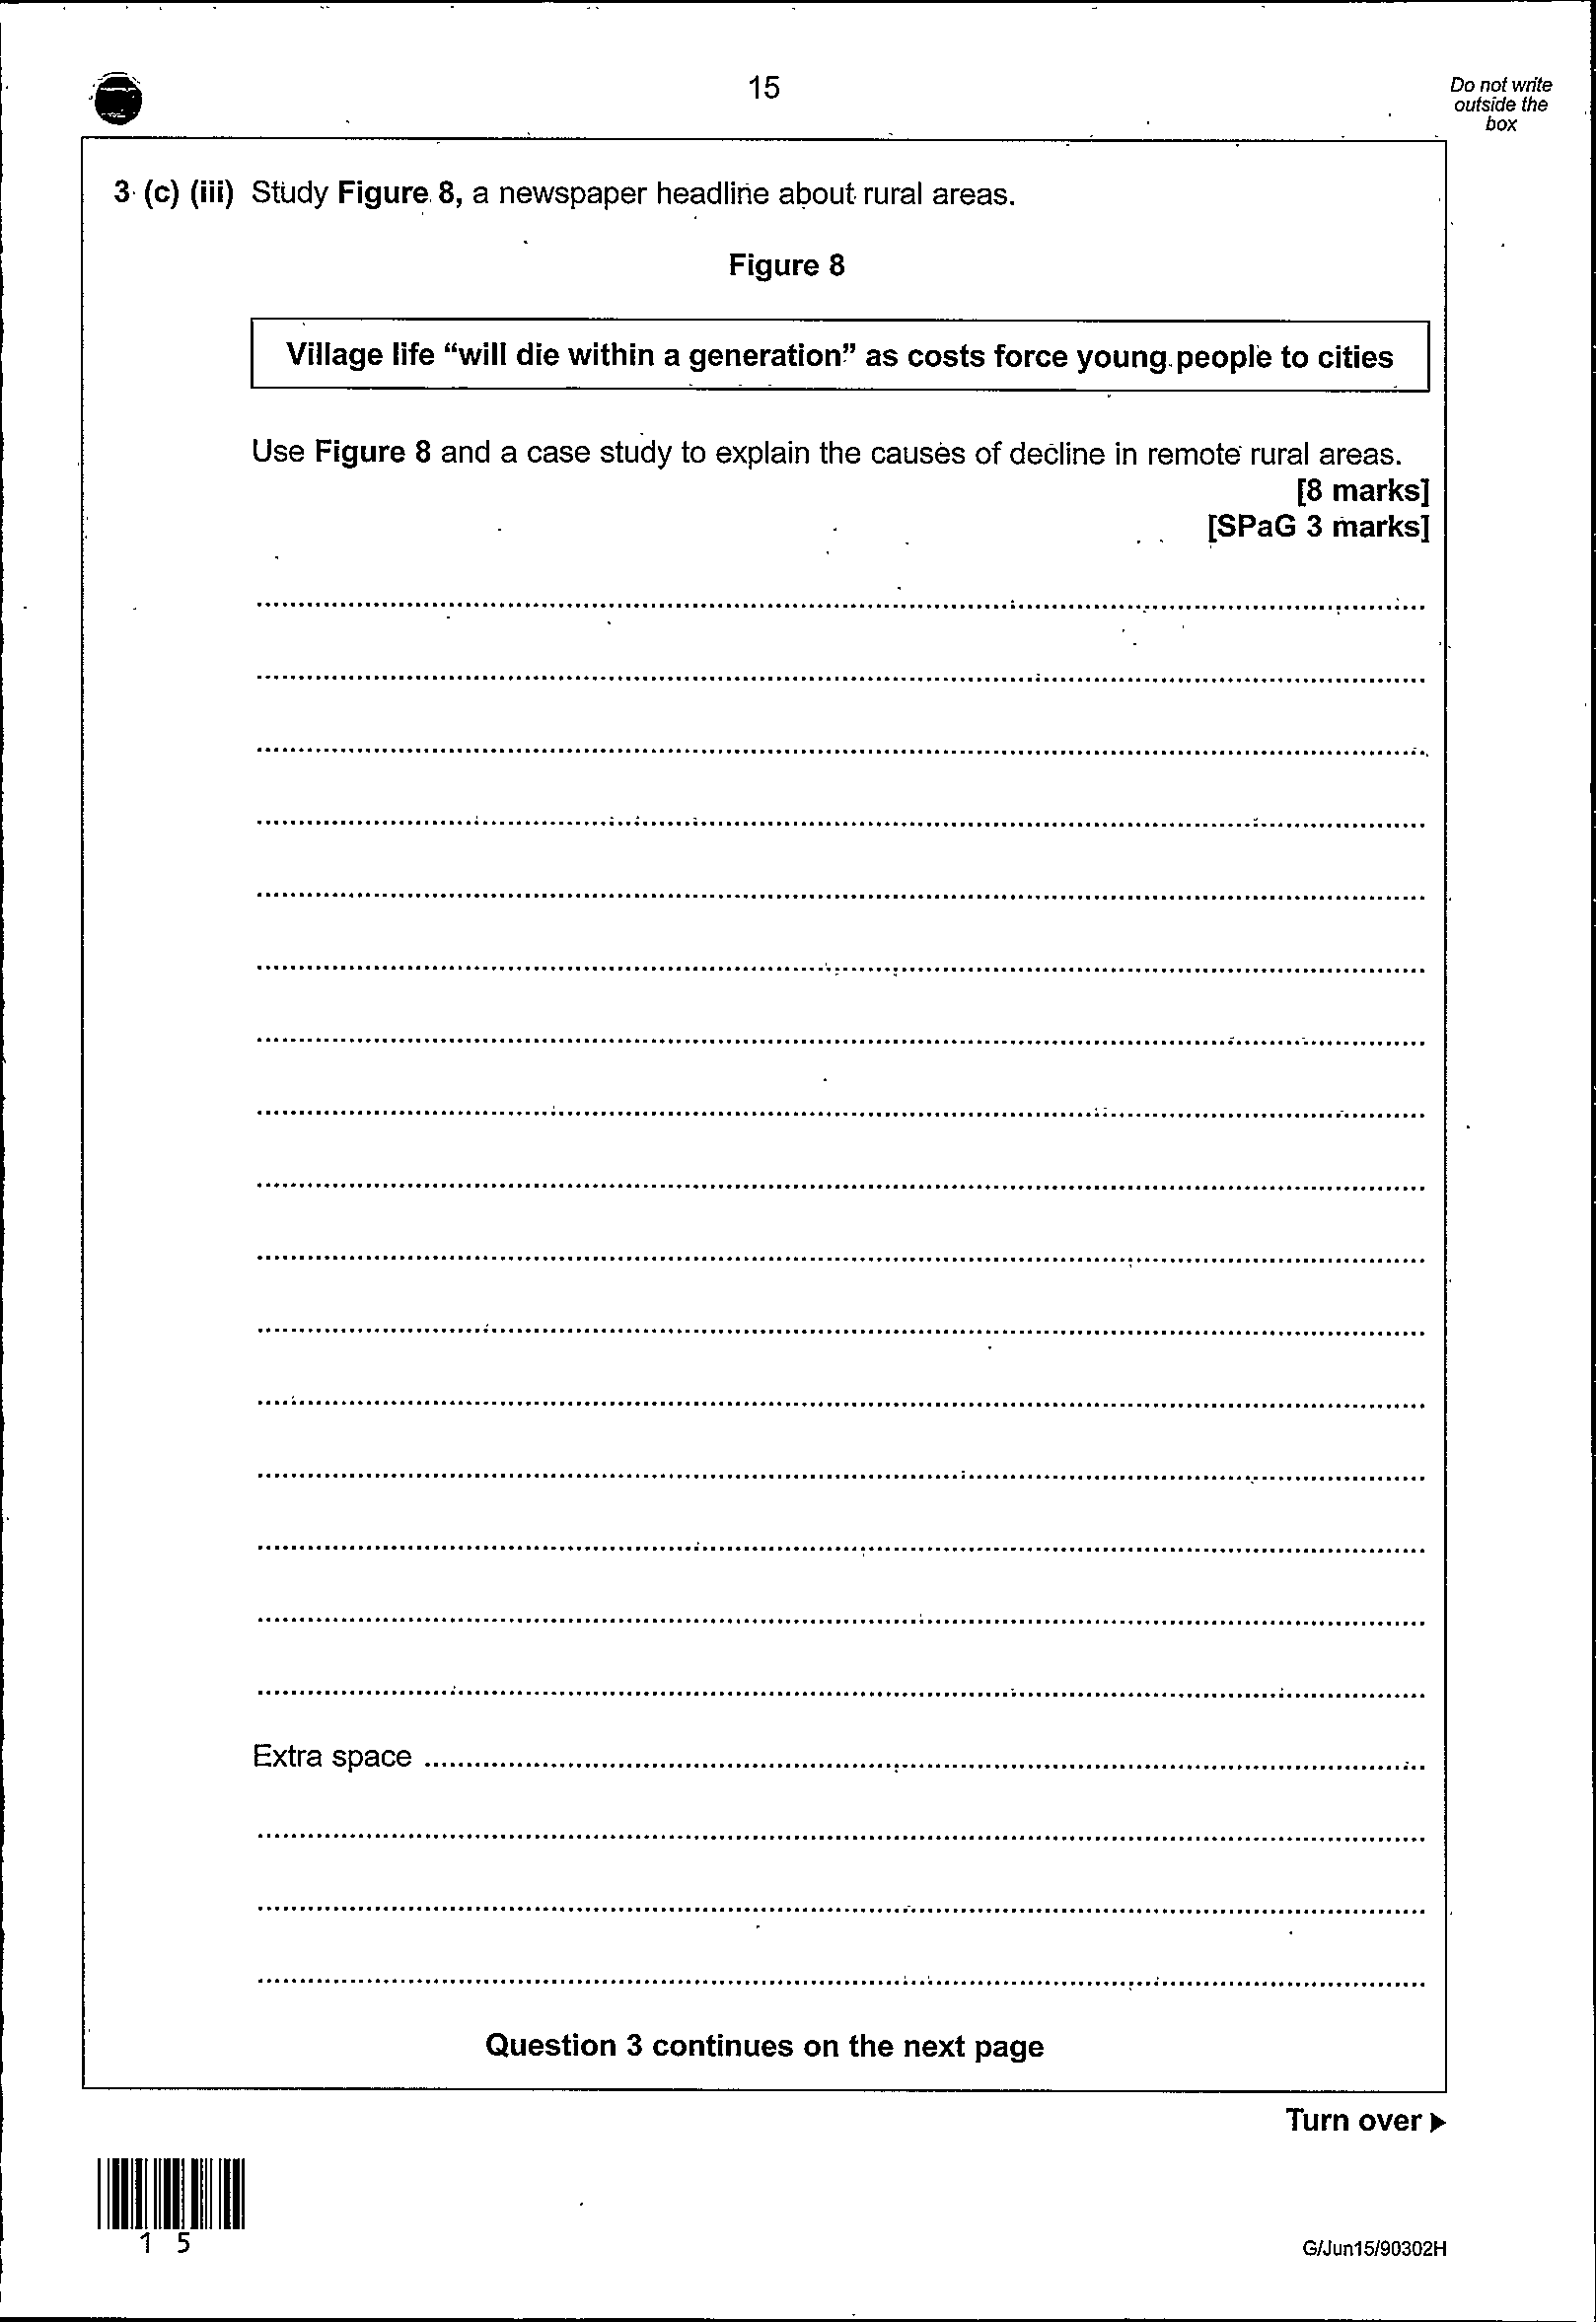 15
Do not write
outside the
box
3 (c) (iii) Study Figure 8, a newspaper headline about rural areas.
Figure 8
Village life “will die within a generation” as costs force young people to cities
Use Figure 8 and a case study to explain the causes of decline in remote rural areas.
[8 marks]
[SPaG 3 marks]
Extra space
Question 3 continues on the next page
Turn over
1 5
G/Jun15/90302H